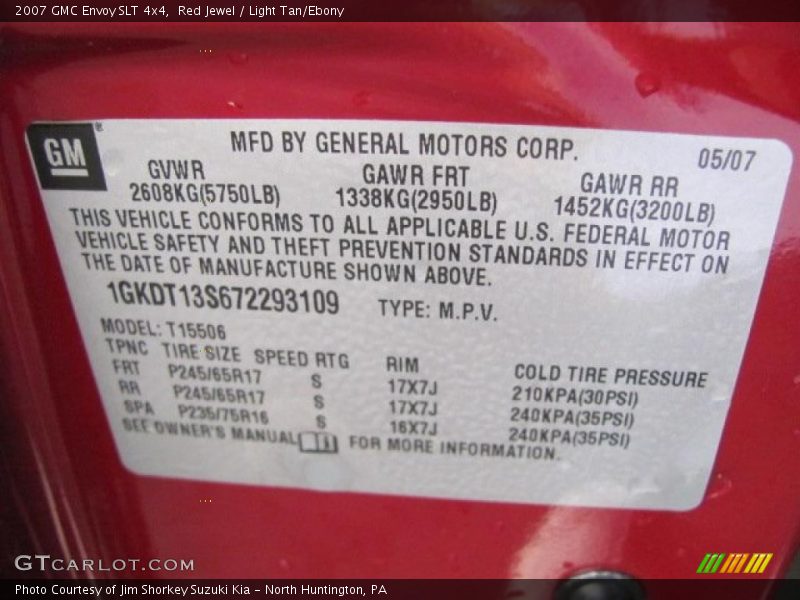 2007 GMC Envoy SLT 4x4,  Red Jewel / Light Tan/Ebony
GM®
MFD BY GENERAL MOTORS CORP.
05/07
GVWR GAWR FRT GAWR RR
2608KG(5750LB) 1338KG(2950LB) 1452KG(3200LB)
THIS VEHICLE CONFORMS TO ALL APPLICABLE U.S. FEDERAL MOTOR
VEHICLE SAFETY AND THEFT PREVENTION STANDARDS IN EFFECT ON
THE DATE OF MANUFACTURE SHOWN ABOVE.
1GKDT13S672293109 TYPE: M.P.V.
MODEL: T15506
TPNC TIRE SIZE SPEED RTG RIM COLD TIRE PRESSURE
FRT P245/65R17 S 17X7J 210KPA(30PSI)
RR P245/65R17 S 17X7J 240KPA(35PSI)
SPA P235/75R16 S 16X7J 240KPA(35PSI)
SEE OWNER'S MANUAL FOR MORE INFORMATION.
GTCARLOT.COM
Photo Courtesy of Jim Shorkey Suzuki Kia - North Huntington, PA